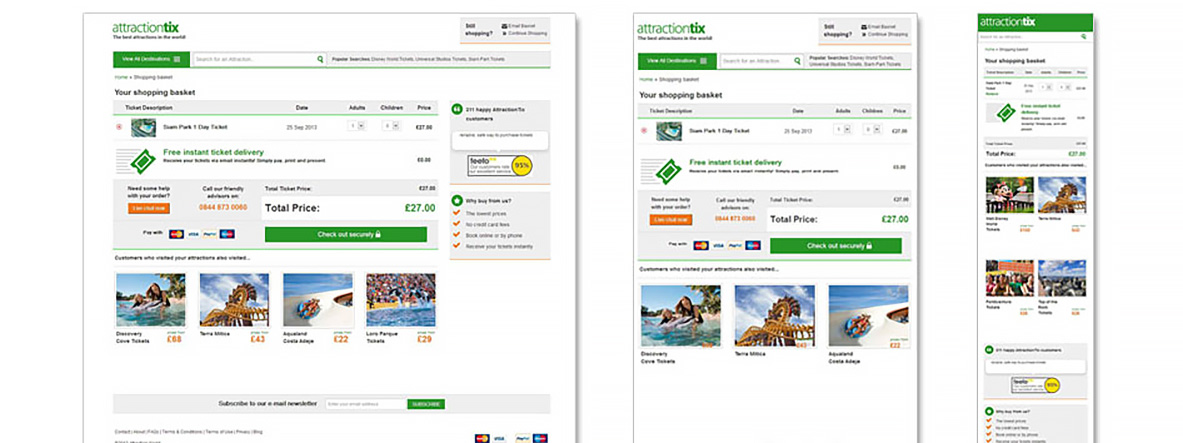 attractiontix
The best attractions in the world!
Still shopping?
Email Basket
Continue Shopping
View All Destinations
Search for an Attraction...
Popular Searches: Disney World Tickets, Universal Studios Tickets, Siam Park Tickets
Home » Shopping basket
Your shopping basket
Ticket Description Date Adults Children Price
Siam Park 1 Day Ticket 25 Sep 2013 1 0 £27.00
Free instant ticket delivery
Receive your tickets via email instantly! Simply pay, print and present £0.00
Need some help
with your order?
Live chat now
Call our friendly
advisors on:
0844 873 0060
Total Ticket Price: £27.00
Total Price: £27.00
Pay with
VISA
PayPal
Check out securely
Customers who visited your attractions also visited...
Discovery
Cove Tickets
£68
Terra Mitica
£43
Aqualand
Costa Adeje
£22
Loro Parque
Tickets
£29
311 happy AttractionTix
customers
feefo
Our customers rate
our excellent service
95%
Why buy from us?
The lowest prices
No credit card fees
Book online or by phone
Receive your tickets instantly
Subscribe to our e-mail newsletter
Enter your email address
SUBSCRIBE
Contact | About | FAQs | Terms & Conditions | Terms of Use | Privacy | Blog
attractiontix
The best attractions in the world!
Still
shopping?
Email Basket
Continue Shopping
View All Destinations
Search for an Attraction...
Popular Searches: Disney World Tickets,
Universal Studios Tickets, Siam Park Tickets
Home » Shopping basket
Your shopping basket
Ticket Description Date Adults Children Price
Siam Park 1 Day Ticket 25 Sep 2013 1 0 £27.00
Free instant ticket delivery
Receive your tickets via email instantly! Simply pay, print and present £0.00
Need some help
with your order?
Live chat now
Call our friendly
advisors on:
0844 873 0060
Total Ticket Price: £27.00
Total Price: £27.00
Pay with
VISA
PayPal
Check out securely
Customers who visited your attractions also visited...
Discovery
Cove Tickets
Terra Mitica
£43
Aqualand
Costa Adeje
£22
attractiontix
Search for an Attraction...
Home » Shopping basket
Your shopping basket
Ticket Description Date Adults Children Price
Siam Park 1 Day
Ticket
Free instant ticket
delivery
Total Ticket Price:
Total Price: £27.00
Customers who visited your attractions also visited...
Walt Disney
World
Tickets
Terra Mitica
PortAventura
Tickets
Top of the
Rock
Tickets
311 happy AttractionTix customers
feefo
95%
Why buy from us?
The lowest prices
No credit card fees
Book online or by phone
Receive your tickets instantly